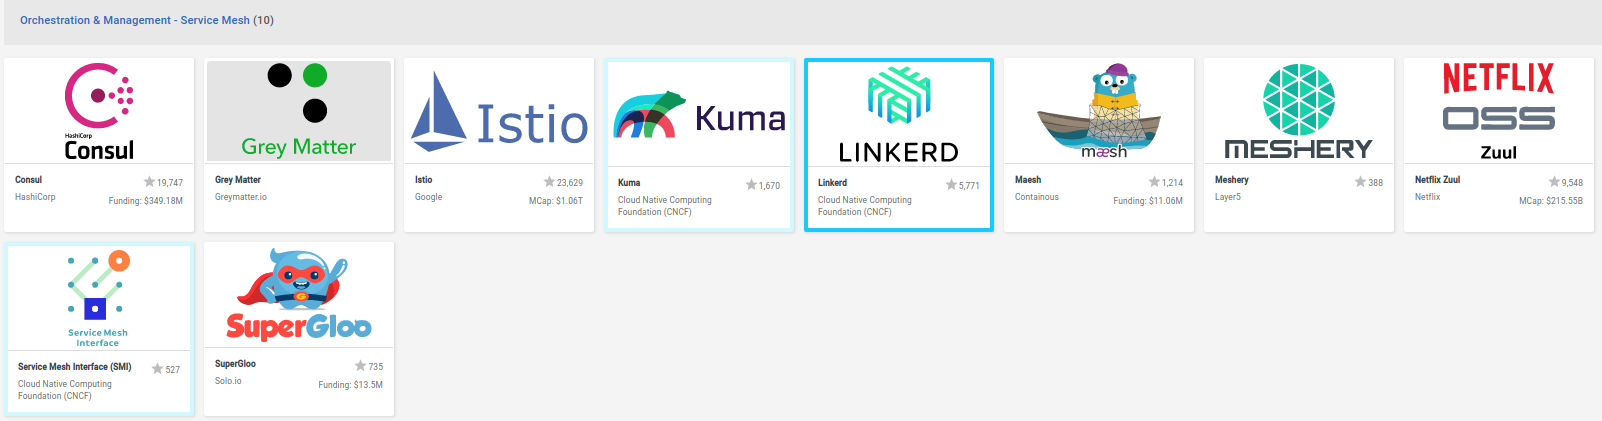 Orchestration & Management - Service Mesh (10)
HashiCorp
Consul
Consul
19,747
HashiCorp
Funding: $349.18M
Grey Matter
Grey Matter
Greymatter.io
Istio
Istio
23,629
Google
MCap: $1.06T
Kuma
Kuma
1,670
Cloud Native Computing
Foundation (CNCF)
LINKERD
Linkerd
5,771
Cloud Native Computing
Foundation (CNCF)
mæsh
Maesh
1,214
Containous
Funding: $11.06M
MESHERY
Meshery
388
Layer5
NETFLIX
OSS
Zuul
Netflix Zuul
9,548
Netflix
MCap: $215.55B
Service Mesh
Interface
Service Mesh Interface (SMI)
527
Cloud Native Computing
Foundation (CNCF)
SuperGloo
SuperGloo
735
Solo.io
Funding: $13.5M